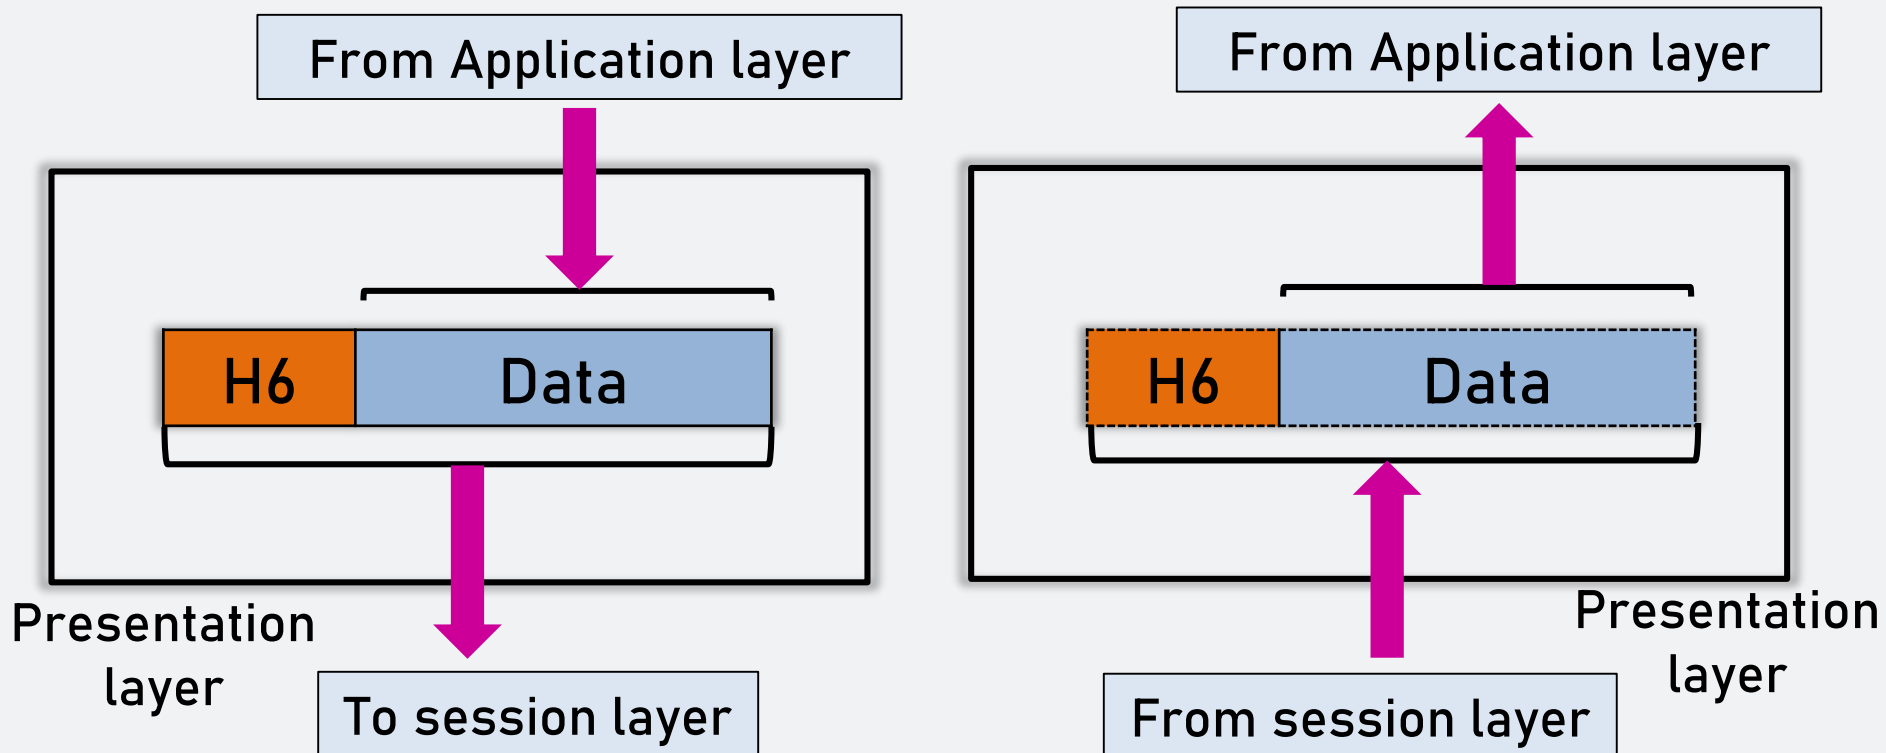 From Application layer
H6
Data
Presentation
layer
To session layer
From Application layer
H6
Data
Presentation
layer
From session layer